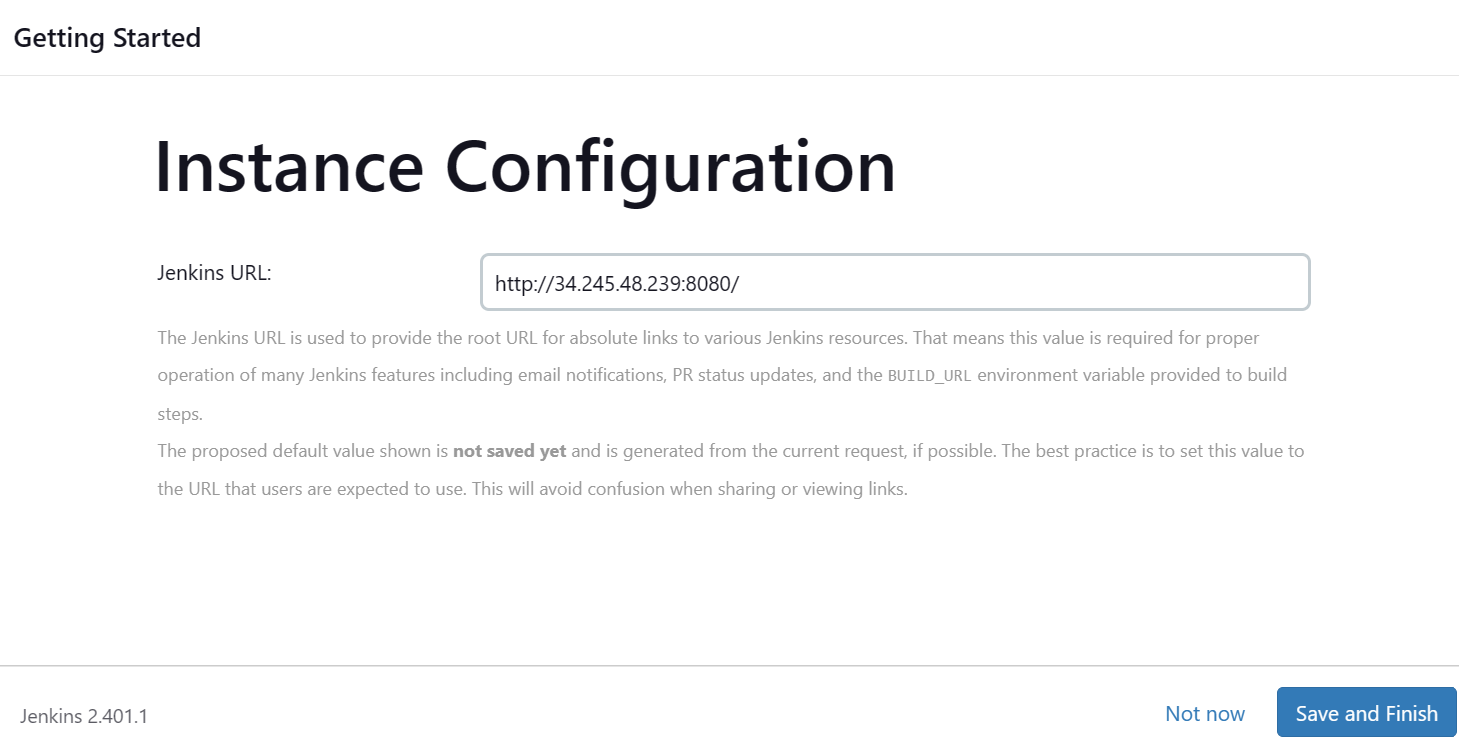 Getting Started
Instance Configuration
Jenkins URL:
http://34.245.48.239:8080/
The Jenkins URL is used to provide the root URL for absolute links to various Jenkins resources. That means this value is required for proper
operation of many Jenkins features including email notifications, PR status updates, and the BUILD_URL environment variable provided to build
steps.
The proposed default value shown is not saved yet and is generated from the current request, if possible. The best practice is to set this value to
the URL that users are expected to use. This will avoid confusion when sharing or viewing links.
Jenkins 2.401.1
Not now
Save and Finish